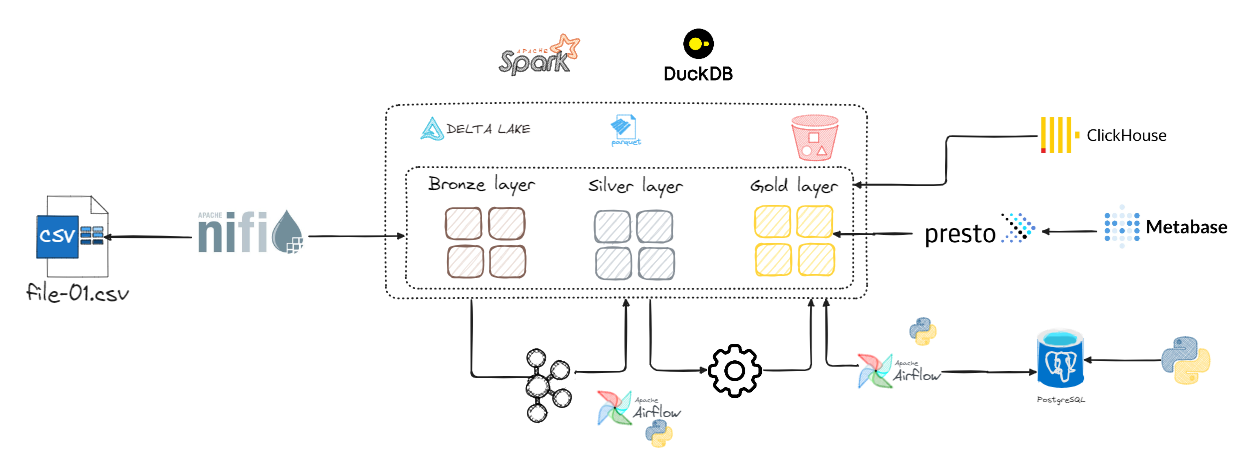 APACHE
Spark
DuckDB
DELTA LAKE
parquet
ClickHouse
Bronze layer
Silver layer
Gold layer
CSV
APACHE
nifi
presto
Metabase
file-01.csv
Apache
Airflow
Apache
Airflow
PostgreSQL